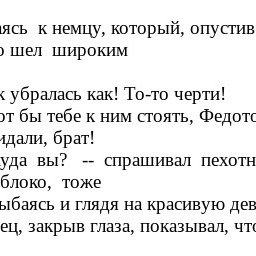 аясь к немцу, который, опустив
о шел широким
к убралась как! То-то черти!
от бы тебе к ним стоять, Федото
идали, брат!
уда вы? -- спрашивал пехотн
блоко, тоже
ыбаясь и глядя на красивую дев
ец, закрыв глаза, показывал, что